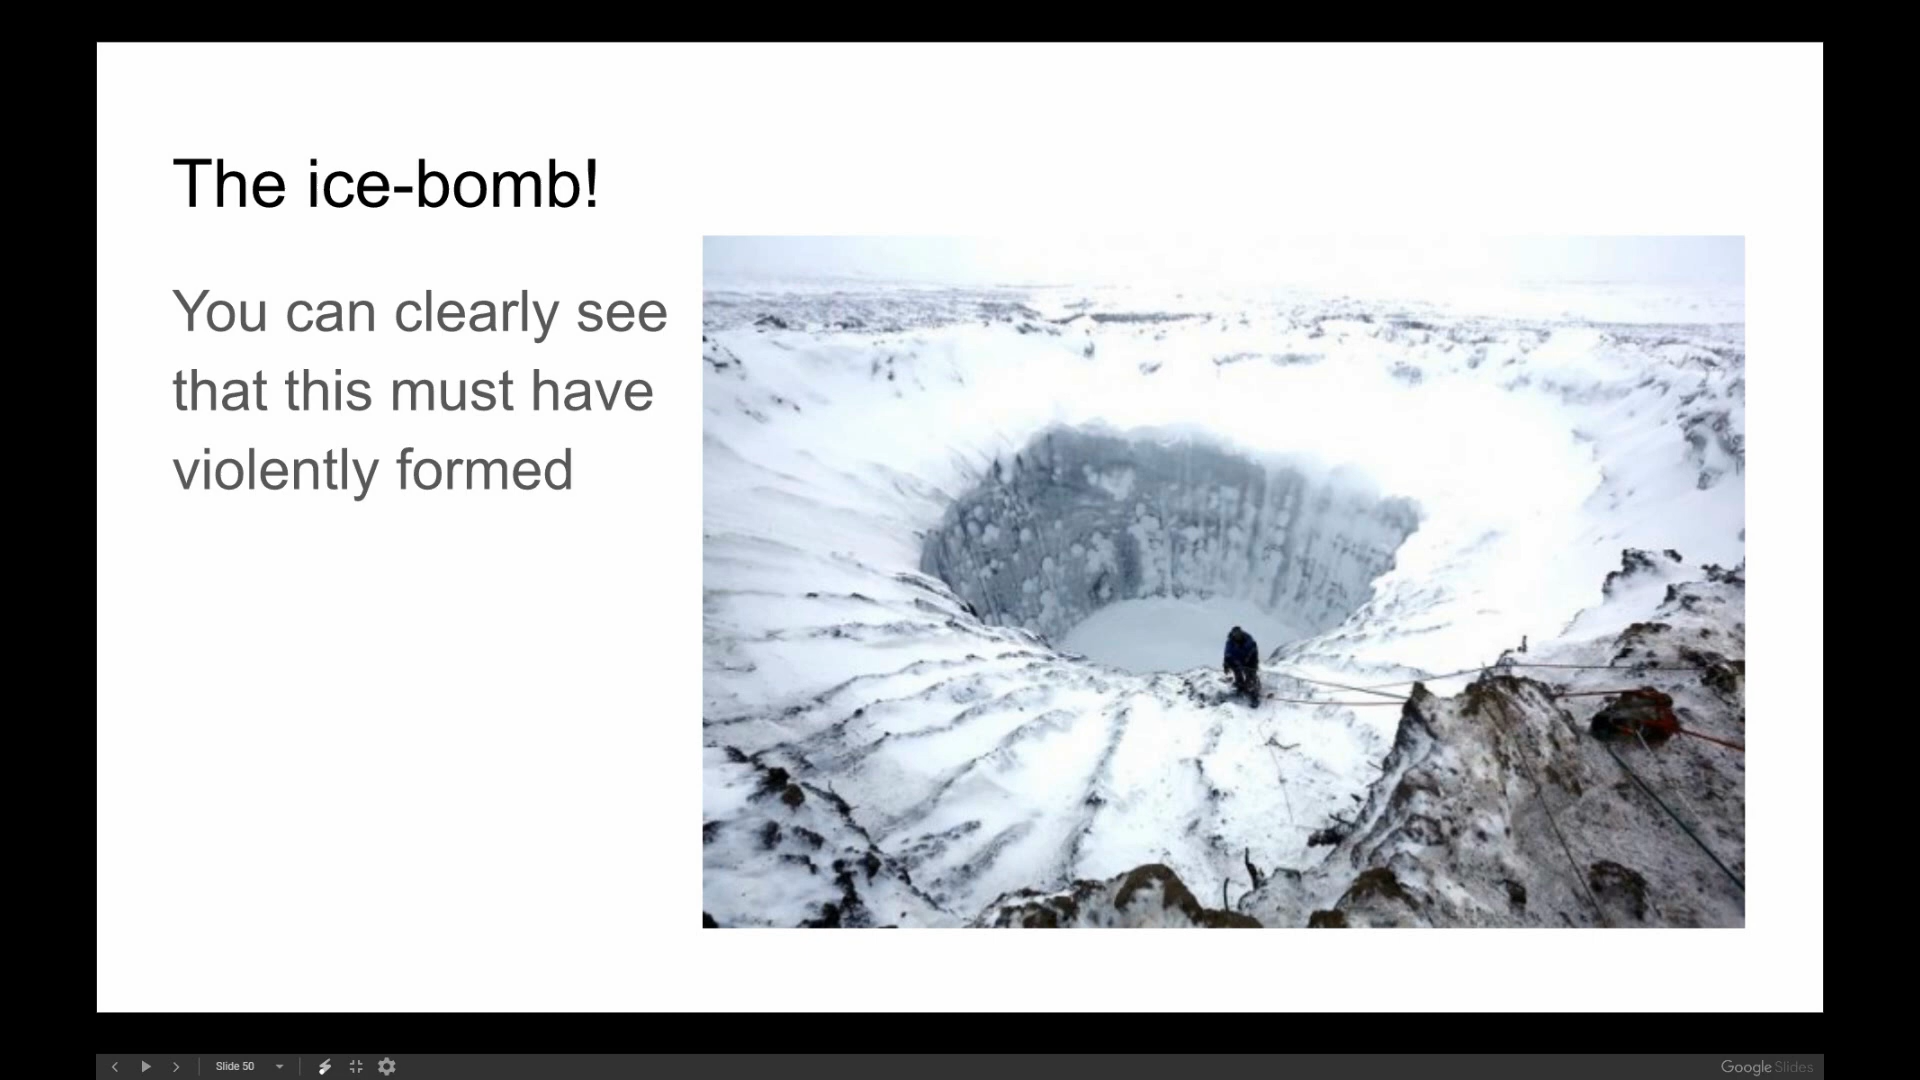 The ice-bomb!
You can clearly see
that this must have
violently formed
Slide 50
Google Slides